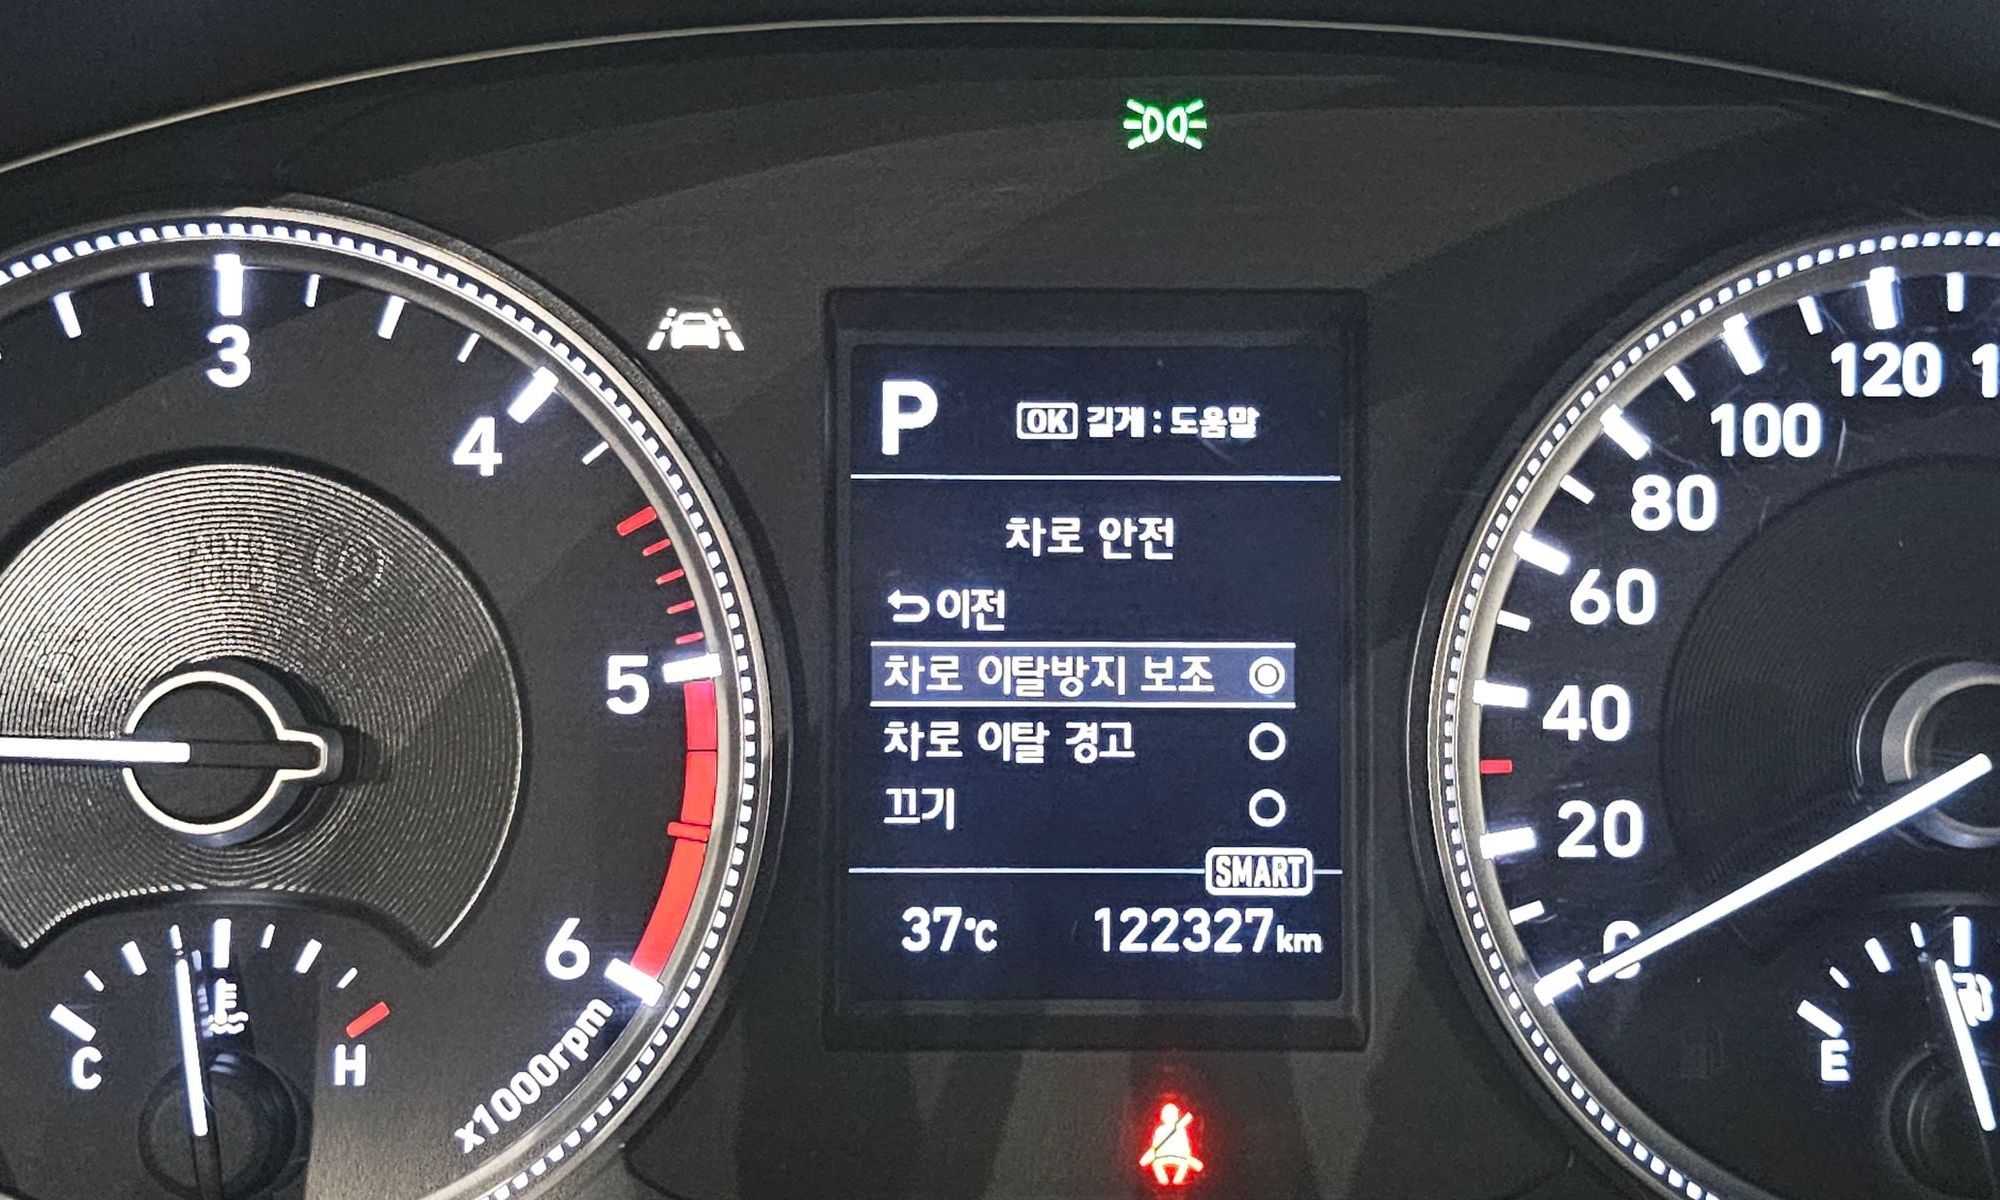 3
4
5
6
x1000rpm
C
H
P
OK 길게 : 도움말
차로 안전
이전
차로 이탈방지 보조
차로 이탈 경고
끄기
SMART
37℃ 122327km
120
100
80
60
40
20
0
E